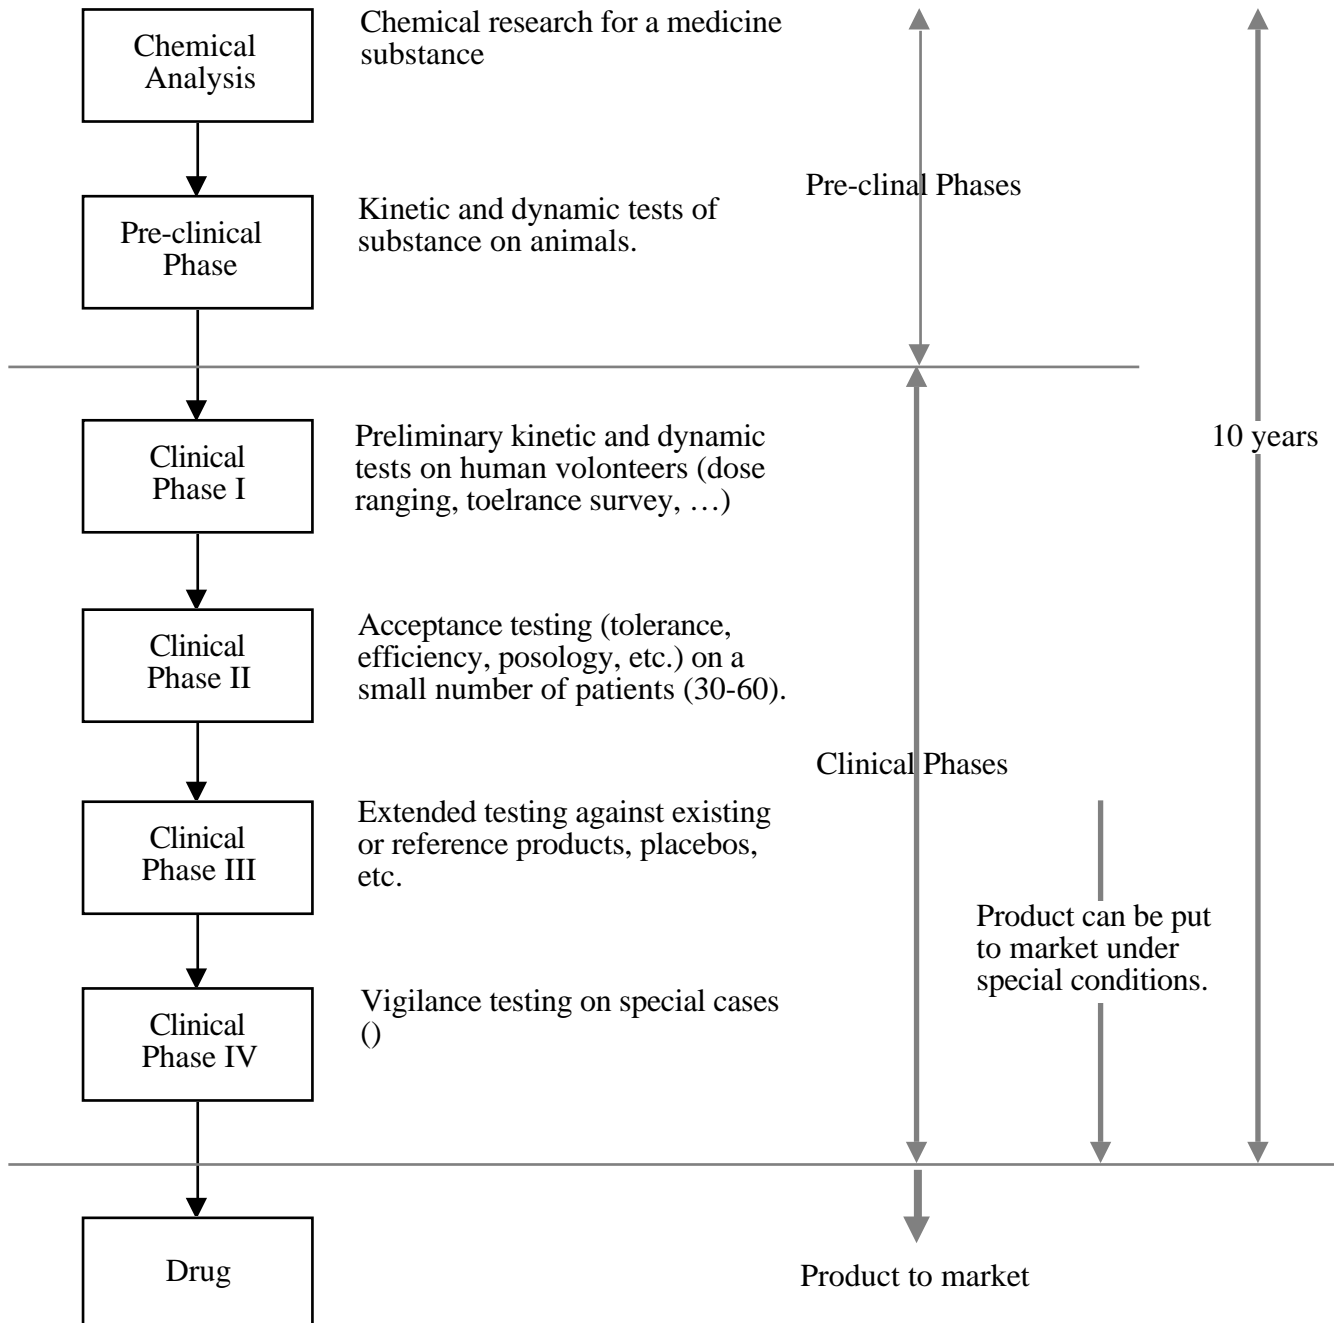 Chemical
Analysis
Chemical research for a medicine
substance
Pre-clinal Phases
Pre-clinical
Phase
Kinetic and dynamic tests of
substance on animals.
Clinical
Phase I
Preliminary kinetic and dynamic
tests on human volunteers (dose
ranging, toelrance survey, …)
10 years
Clinical
Phase II
Acceptance testing (tolerance,
efficiency, posology, etc.) on a
small number of patients (30-60).
Clinical Phases
Clinical
Phase III
Extended testing against existing
or reference products, placebos,
etc.
Product can be put
to market under
special conditions.
Clinical
Phase IV
Vigilance testing on special cases
()
Drug
Product to market